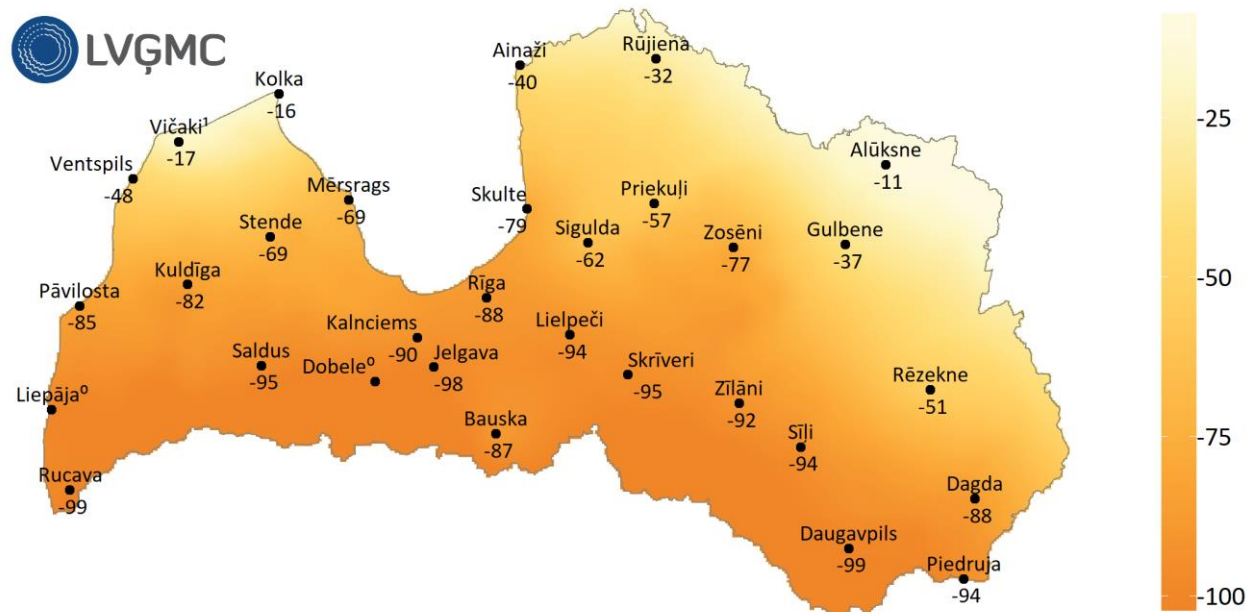 LVĢMC
Kolka
-16
Vičaki¹
-17
Ventspils
-48
Mērsrags
-69
Stende
-69
Kuldīga
-82
Pāvilosta
-85
Saldus
-95
Liepāja⁰
Rucava
-99
Dobele⁰
Kalnciems
-90
Jelgava
-98
Bauska
-87
Rīga
-88
Ainaži
-40
Rūjiena
-32
Skulte
-79
Sigulda
-62
Priekuļi
-57
Zosēni
-77
Gulbene
-37
Alūksne
-11
Lielpeči
-94
Skrīveri
-95
Zīlāni
-92
Sīļi
-94
Rēzekne
-51
Dagda
-88
Daugavpils
-99
Piedruja
-94
-25
-50
-75
-100